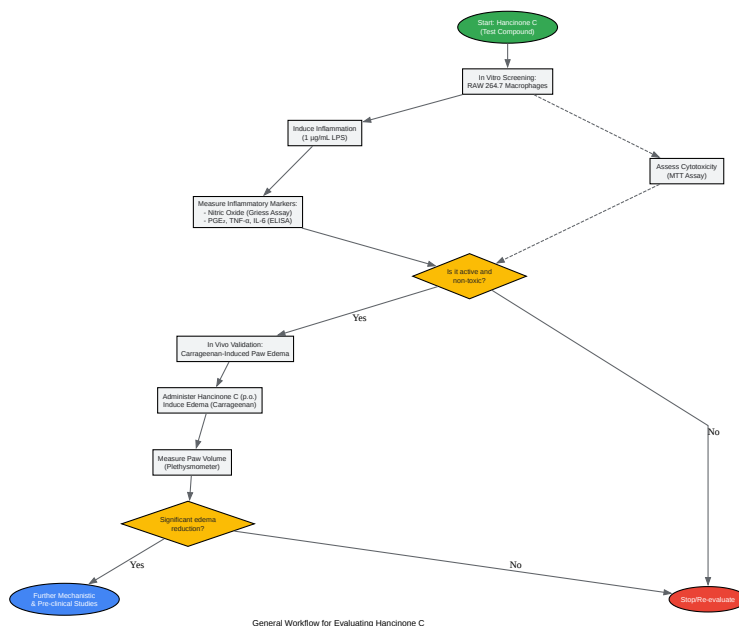 Start: Hancinone C
(Test Compound)
In Vitro Screening:
RAW 264.7 Macrophages
Induce Inflammation
(1 µg/mL LPS)
Assess Cytotoxicity
(MTT Assay)
Measure Inflammatory Markers:
- Nitric Oxide (Griess Assay)
- PGE₂, TNF-α, IL-6 (ELISA)
Is it active and
non-toxic?
Yes
In Vivo Validation:
Carrageenan-Induced Paw Edema
Administer Hancinone C (p.o.)
Induce Edema (Carrageenan)
No
Measure Paw Volume
(Plethysmometer)
Significant edema
reduction?
Yes
No
Further Mechanistic
& Pre-clinical Studies
Stop/Re-evaluate
General Workflow for Evaluating Hancinone C